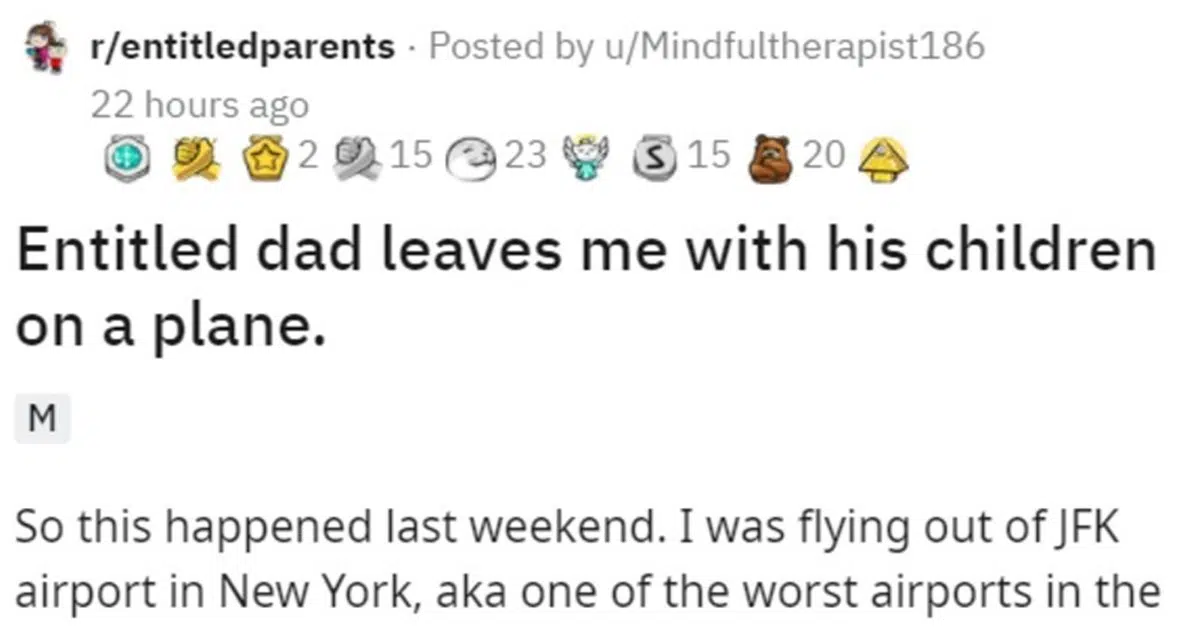 r/entitledparents · Posted by u/Mindfultherapist186
22 hours ago
2 15 23 S 15 20
Entitled dad leaves me with his children
on a plane.
M
So this happened last weekend. I was flying out of JFK
airport in New York, aka one of the worst airports in the